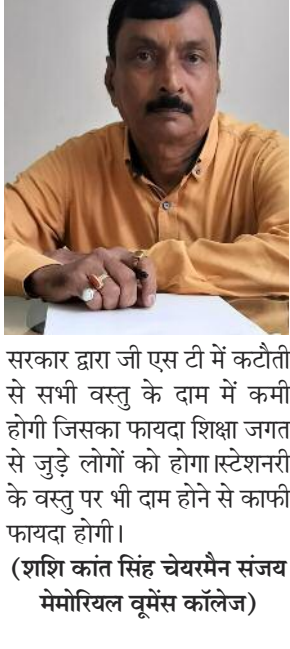 सरकार द्वारा जी एस टी में कटौती
से सभी वस्तु के दाम में कमी
होगी जिसका फायदा शिक्षा जगत
से जुड़े लोगों को होगा।स्टेशनरी
के वस्तु पर भी दाम होने से काफी
फायदा होगी।
(शशि कांत सिंह चेयरमैन संजय
मेमोरियल वूमेंस कॉलेज)